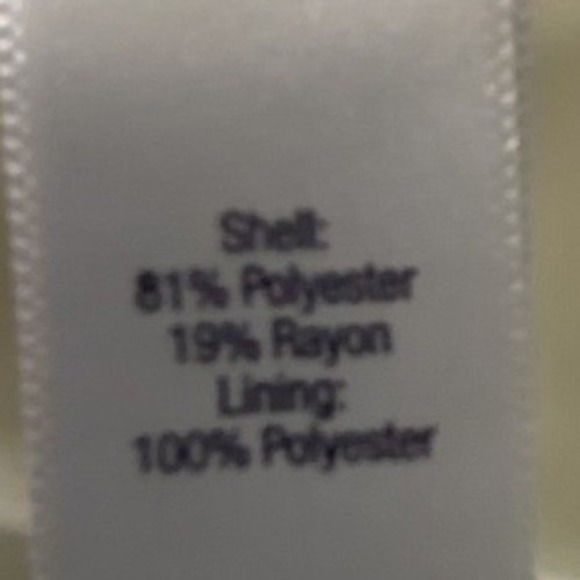 Shell:
81% Polyester
19% Rayon
Lining:
100% Polyester